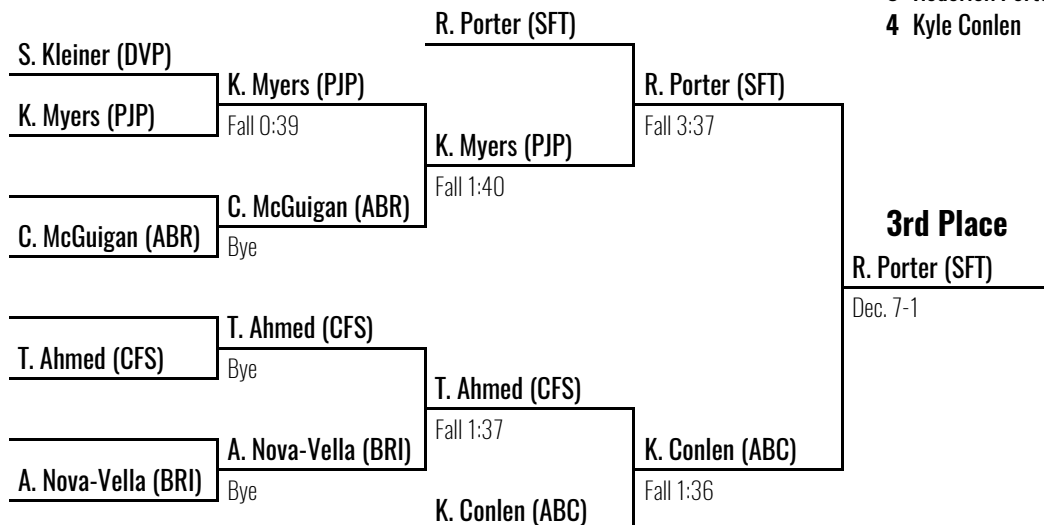 R. Porter (SFT)
4 Kyle Conlen
S. Kleiner (DVP)
K. Myers (PJP)
R. Porter (SFT)
K. Myers (PJP)
Fall 0:39
Fall 3:37
K. Myers (PJP)
Fall 1:40
C. McGuigan (ABR)
3rd Place
C. McGuigan (ABR)
Bye
R. Porter (SFT)
Dec. 7-1
T. Ahmed (CFS)
T. Ahmed (CFS)
Bye
T. Ahmed (CFS)
Fall 1:37
A. Nova-Vella (BRI)
K. Conlen (ABC)
A. Nova-Vella (BRI)
Bye
Fall 1:36
K. Conlen (ABC)